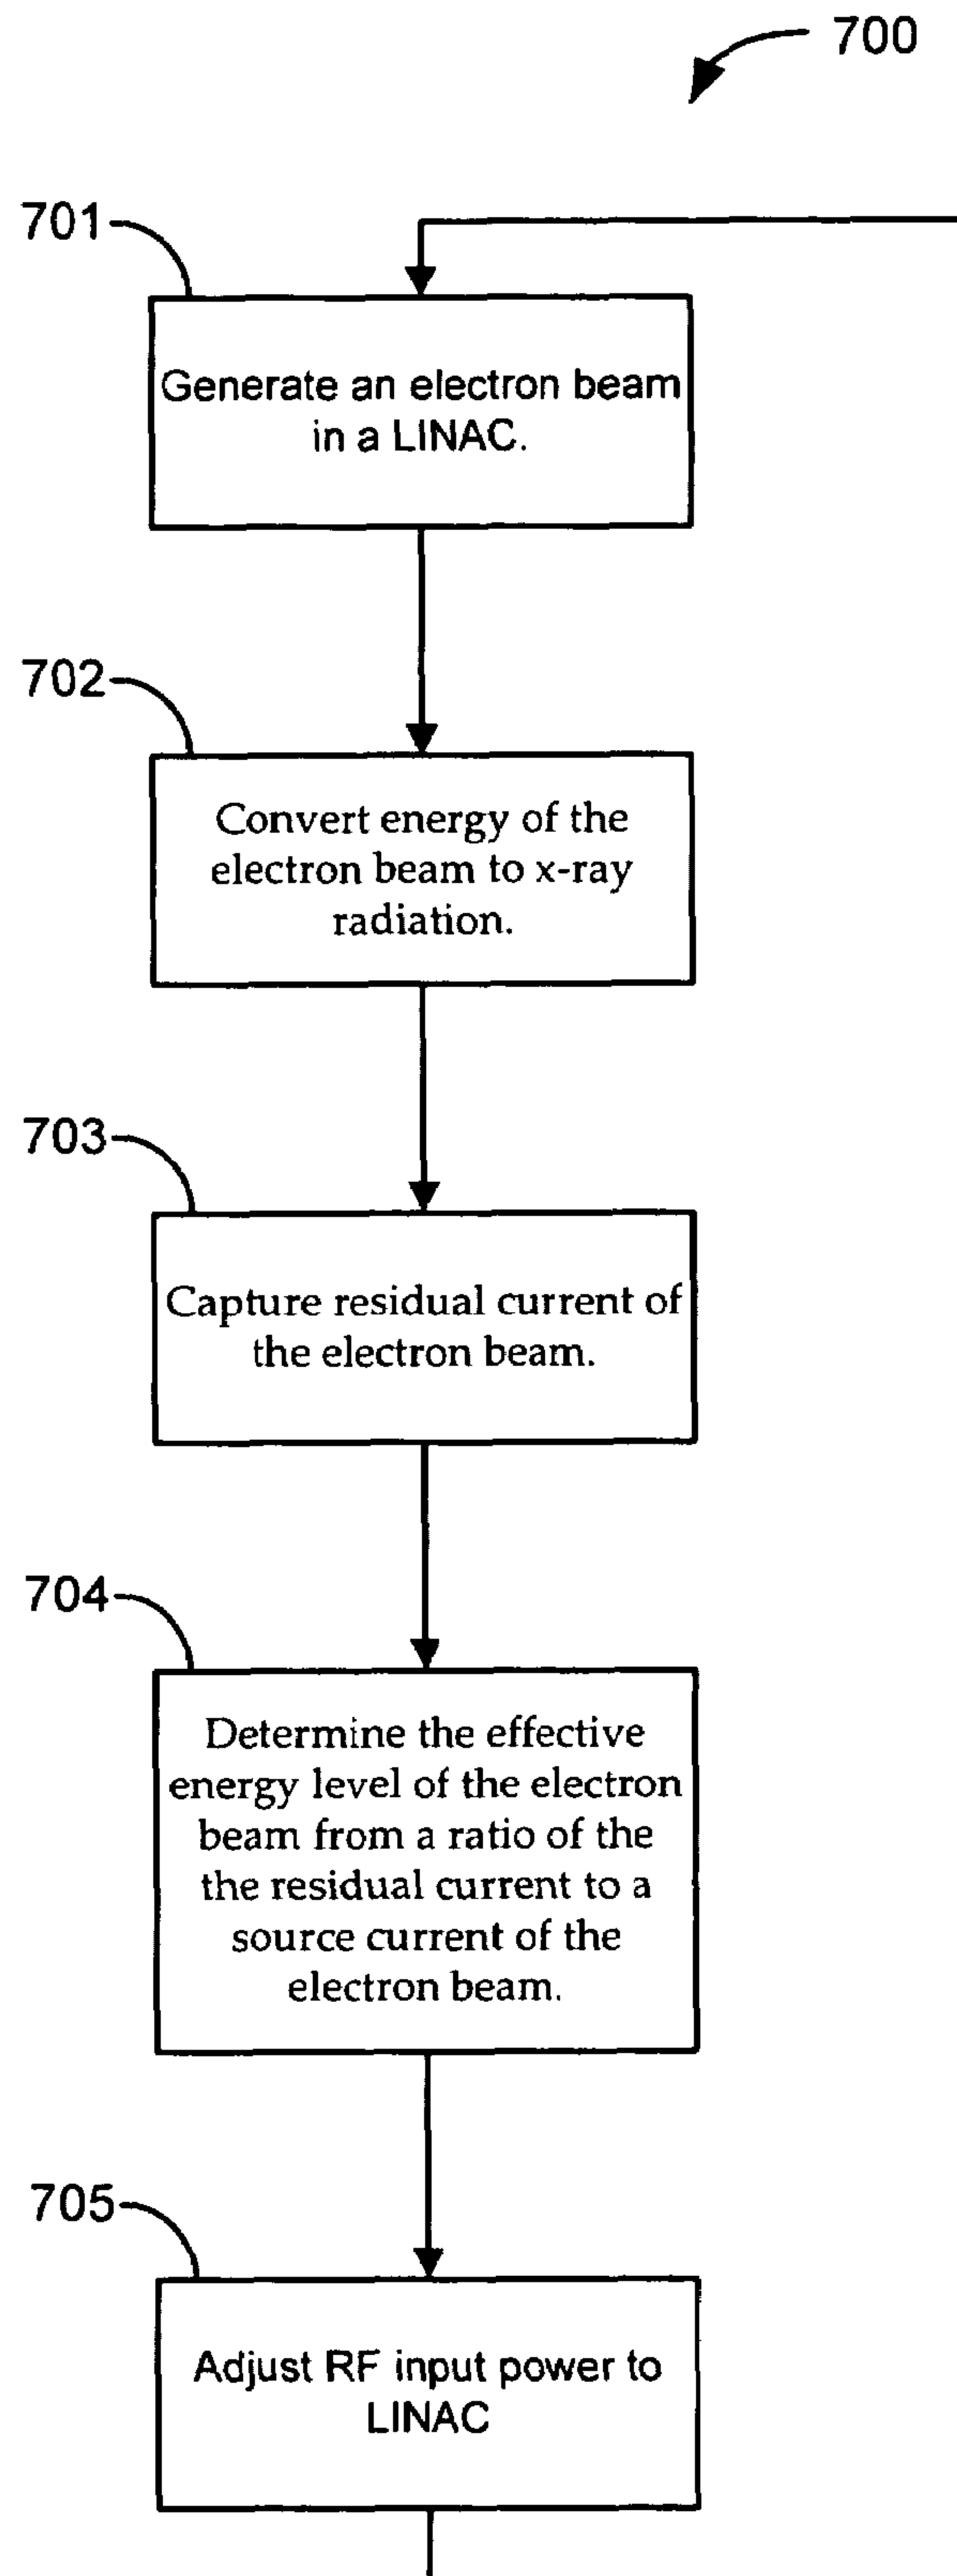 700
701
Generate an electron beam
in a LINAC.
702
Convert energy of the
electron beam to x-ray
radiation.
703
Capture residual current of
the electron beam.
704
Determine the effective
energy level of the electron
beam from a ratio of the
the residual current to a
source current of the
electron beam.
705
Adjust RF input power to
LINAC